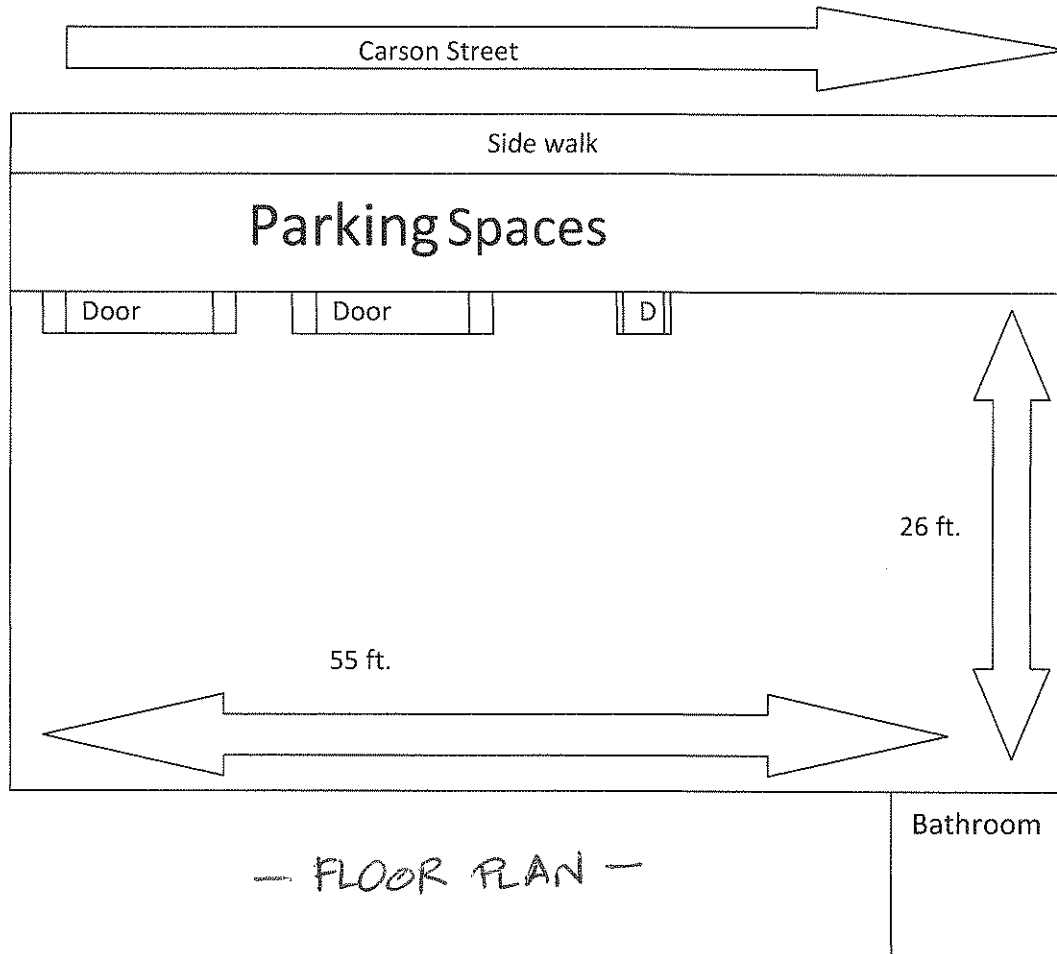 Carson Street
Side walk
Parking Spaces
Door Door D
26 ft.
55 ft.
Bathroom
— FLOOR PLAN —